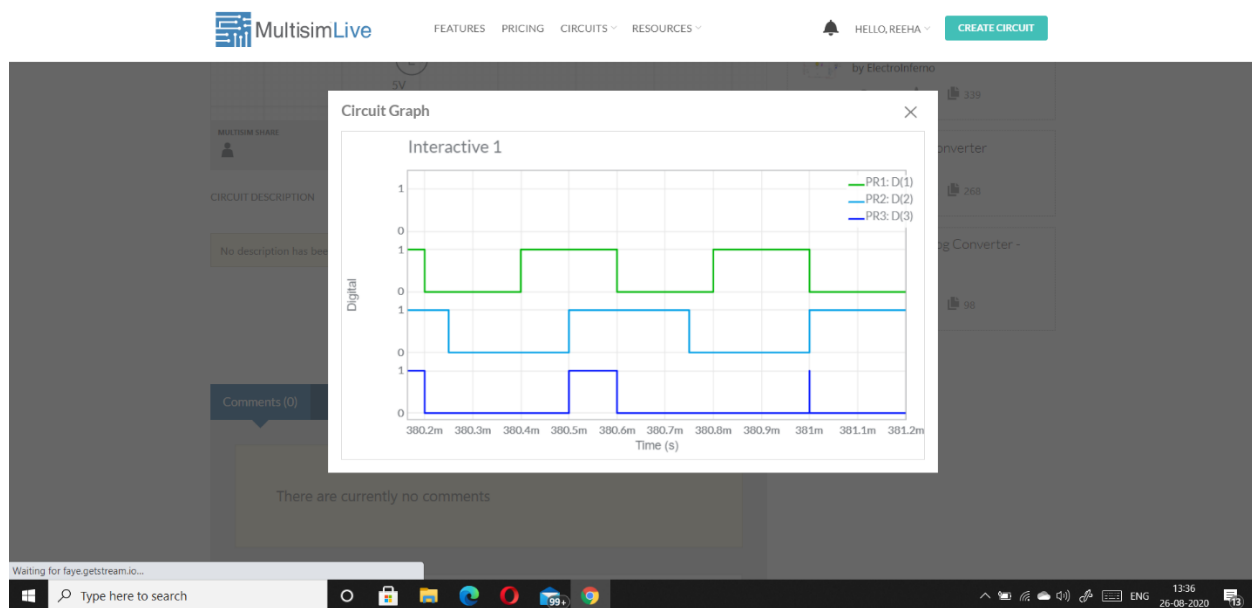 MultisimLive FEATURES PRICING CIRCUITS RESOURCES HELLO, REEHA CREATE CIRCUIT
by ElectroInferno
5V
339
Circuit Graph
MULTISIM SHARE
Interactive 1
onverter
1
PR1: D(1)
PR2: D(2)
PR3: D(3)
268
CIRCUIT DESCRIPTION
0
1
No description has bee
og Converter -
Digital
0
1
98
0
1
Comments (0)
0
380.2m 380.3m 380.4m 380.5m 380.6m 380.7m 380.8m 380.9m 381m 381.1m 381.2m
Time (s)
There are currently no comments
Waiting for faye.getstream.io...
Type here to search 99+ ENG 13:36
26-08-2020 13